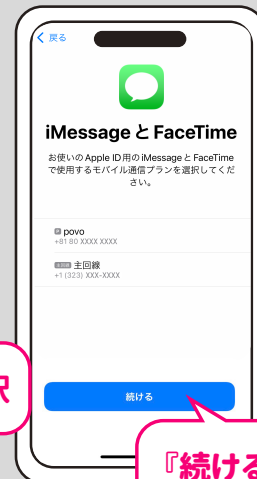 戻る
iMessage と FaceTime
お使いの Apple ID 用の iMessage と FaceTime
で使用するモバイル通信プランを選択してくだ
さい。
povo
+81 80 XXXX XXXX
主回線 主回線
+1 (323) XXX-XXXX
択
続ける
『続ける